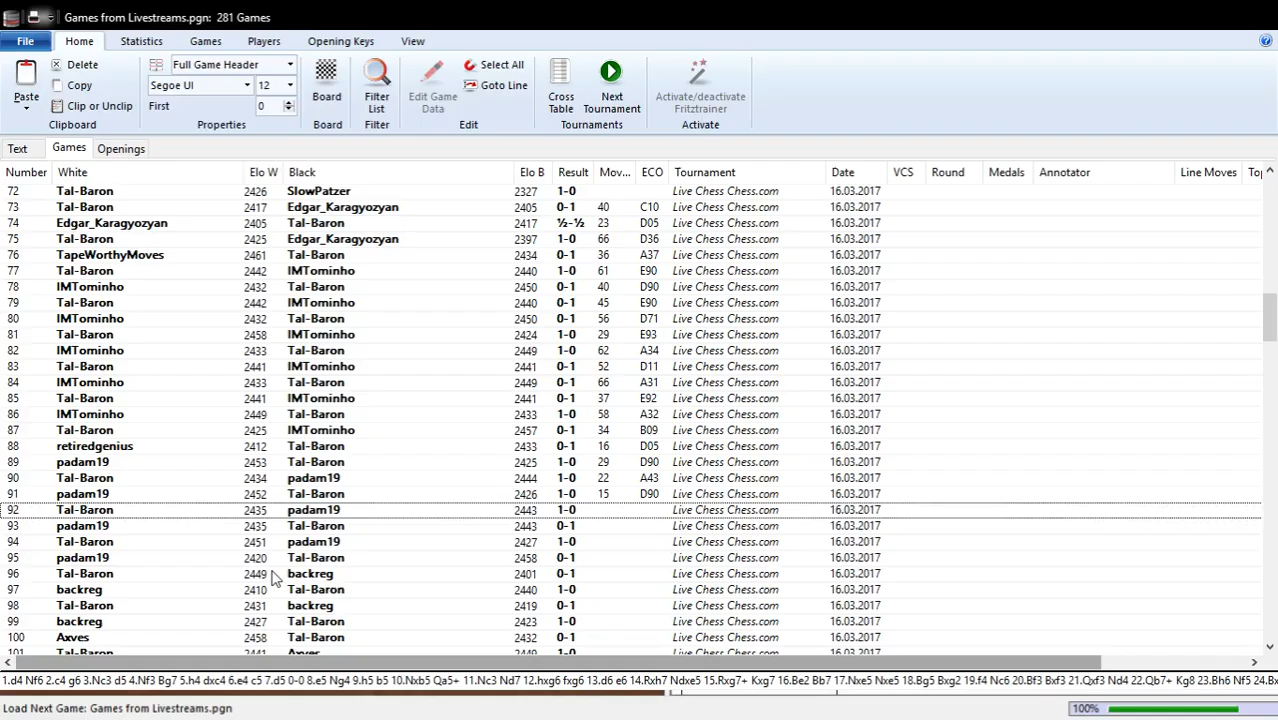 Games from Livestreams.pgn: 281 Games
File Home Statistics Games Players Opening Keys View
Paste Delete Copy Clip or Unclip Clipboard
Full Game Header Segoe UI 12 First 0 Properties
Board Board
Filter List Filter
Edit Game Data Select All Goto Line Edit
Cross Table Next Tournament Tournaments
Activate/deactivate Fritztrainer Activate
Text Games Openings
Number White Elo W Black Elo B Result Mov... ECO Tournament Date VCS Round Medals Annotator Line Moves
72 Tal-Baron 2426 SlowPatzer 2327 1-0 Live Chess Chess.com 16.03.2017
73 Tal-Baron 2417 Edgar_Karagyozyan 2405 0-1 40 C10 Live Chess Chess.com 16.03.2017
74 Edgar_Karagyozyan 2405 Tal-Baron 2417 ½-½ 23 D05 Live Chess Chess.com 16.03.2017
75 Tal-Baron 2425 Edgar_Karagyozyan 2397 1-0 66 D36 Live Chess Chess.com 16.03.2017
76 TapeWorthyMoves 2461 Tal-Baron 2434 0-1 36 A37 Live Chess Chess.com 16.03.2017
77 Tal-Baron 2442 IMTominho 2440 1-0 61 E90 Live Chess Chess.com 16.03.2017
78 IMTominho 2432 Tal-Baron 2450 0-1 40 D90 Live Chess Chess.com 16.03.2017
79 Tal-Baron 2442 IMTominho 2440 0-1 45 E90 Live Chess Chess.com 16.03.2017
80 IMTominho 2432 Tal-Baron 2450 0-1 56 D71 Live Chess Chess.com 16.03.2017
81 Tal-Baron 2458 IMTominho 2424 0-1 29 E93 Live Chess Chess.com 16.03.2017
82 IMTominho 2433 Tal-Baron 2449 0-1 62 A34 Live Chess Chess.com 16.03.2017
83 Tal-Baron 2441 IMTominho 2441 0-1 52 D11 Live Chess Chess.com 16.03.2017
84 IMTominho 2433 Tal-Baron 2449 0-1 66 A31 Live Chess Chess.com 16.03.2017
85 Tal-Baron 2441 IMTominho 2441 0-1 37 E92 Live Chess Chess.com 16.03.2017
86 IMTominho 2449 Tal-Baron 2433 1-0 58 A32 Live Chess Chess.com 16.03.2017
87 Tal-Baron 2425 IMTominho 2457 0-1 34 B09 Live Chess Chess.com 16.03.2017
88 retiredgenius 2412 Tal-Baron 2433 0-1 16 D05 Live Chess Chess.com 16.03.2017
89 padam19 2453 Tal-Baron 2425 1-0 29 D90 Live Chess Chess.com 16.03.2017
90 Tal-Baron 2434 padam19 2444 1-0 22 A43 Live Chess Chess.com 16.03.2017
91 padam19 2452 Tal-Baron 2426 1-0 15 D90 Live Chess Chess.com 16.03.2017
92 Tal-Baron 2435 padam19 2443 1-0 Live Chess Chess.com 16.03.2017
93 padam19 2435 Tal-Baron 2443 0-1 Live Chess Chess.com 16.03.2017
94 Tal-Baron 2451 padam19 2427 1-0 Live Chess Chess.com 16.03.2017
95 padam19 2420 Tal-Baron 2458 0-1 Live Chess Chess.com 16.03.2017
96 Tal-Baron 2449 backreg 2401 0-1 Live Chess Chess.com 16.03.2017
97 backreg 2410 Tal-Baron 2440 1-0 Live Chess Chess.com 16.03.2017
98 Tal-Baron 2431 backreg 2419 0-1 Live Chess Chess.com 16.03.2017
99 backreg 2427 Tal-Baron 2423 1-0 Live Chess Chess.com 16.03.2017
100 Axves 2458 Tal-Baron 2432 0-1 Live Chess Chess.com 16.03.2017
101 Tal-Baron 2441 Axves 2449 1-0 Live Chess Chess.com 16.03.2017
1.d4 Nf6 2.c4 g6 3.Nc3 d5 4.Nf3 Bg7 5.h4 dxc4 6.e4 c5 7.d5 0-0 8.e5 Ng4 9.h5 b5 10.Nxb5 Qa5+ 11.Nc3 Nd7 12.hxg6 fxg6 13.d6 e6 14.Rxh7 Ndxe5 15.Rxg7+ Kxg7 16.Be2 Bb7 17.Nxe5 Nxe5 18.Bg5 Bxg2 19.f4 Nc6 20.Bf3 Bxf3 21.Qxf3 Nd4 22.Qb7+ Kg8 23.Bh6 Nf5
Load Next Game: Games from Livestreams.pgn 100%